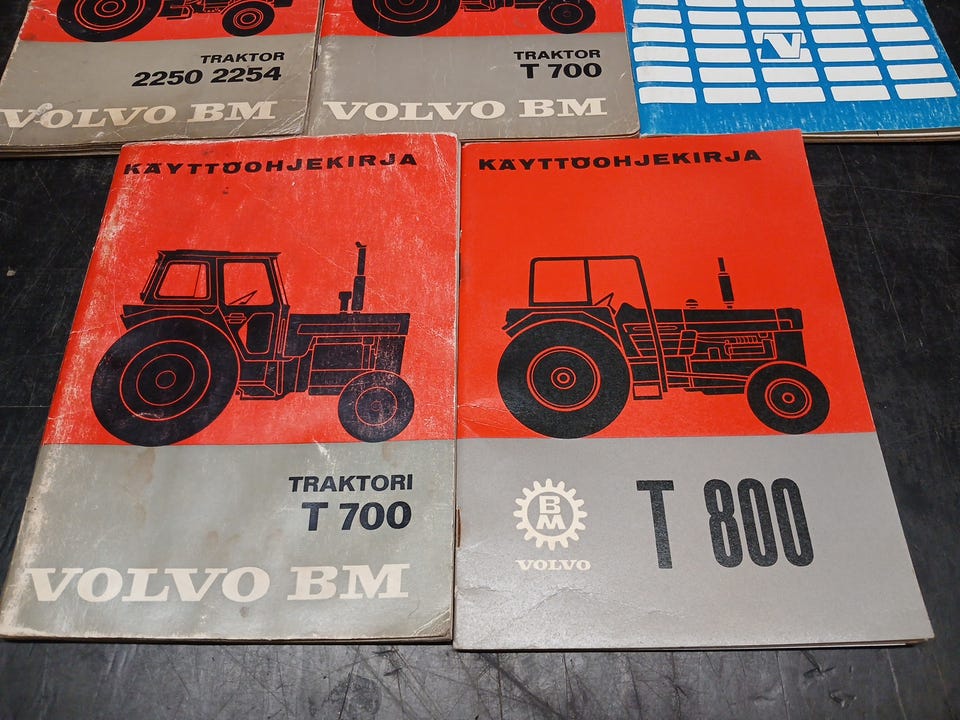 TRAKTOR
2250 2254
VOLVO BM
TRAKTOR
T 700
VOLVO BM
V
KÄYTTÖOHJEKIRJA
TRAKTORI
T 700
VOLVO BM
KÄYTTÖOHJEKIRJA
BM
VOLVO
T 800